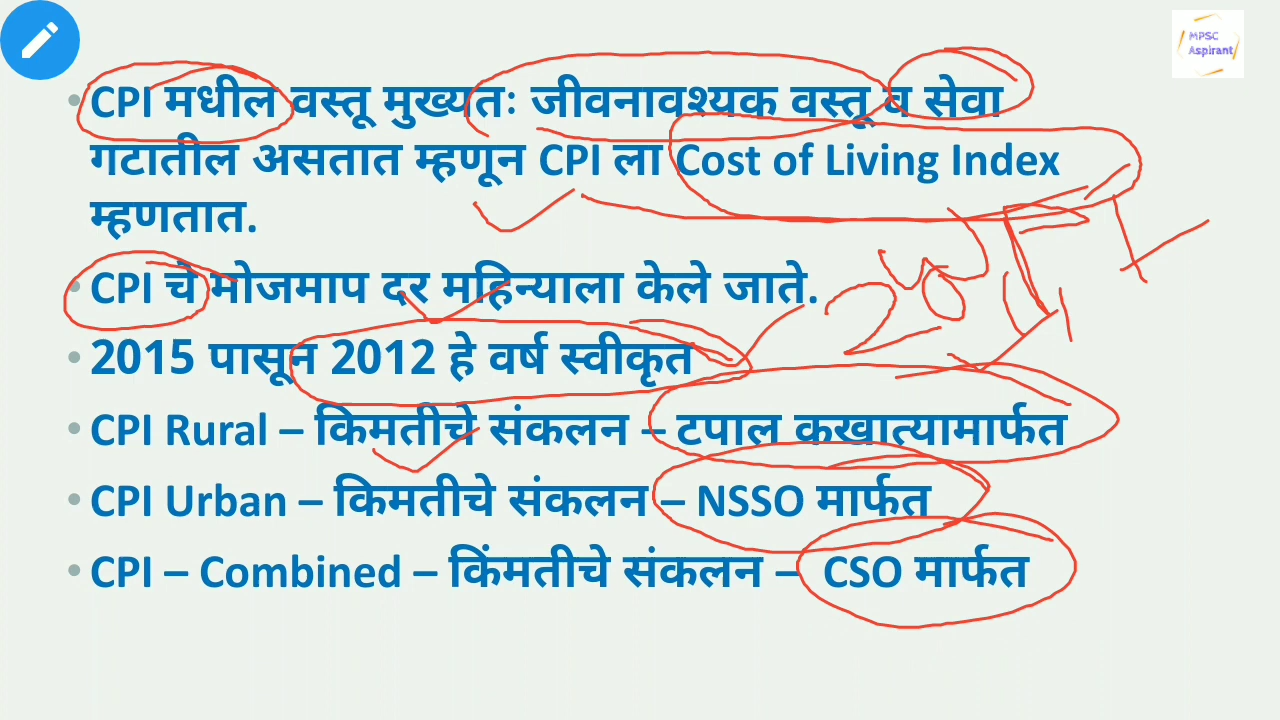 MPSC
Aspirant
• CPI मधील वस्तू मुख्यतः जीवनावश्यक वस्तू व सेवा
गटातील असतात म्हणून CPI ला Cost of Living Index
म्हणतात.
• CPI चे मोजमाप दर महिन्याला केले जाते.
• 2015 पासून 2012 हे वर्ष स्वीकृत
• CPI Rural – किमतीचे संकलन – टपाल कखात्यामार्फत
• CPI Urban – किमतीचे संकलन – NSSO मार्फत
• CPI – Combined – किंमतीचे संकलन – CSO मार्फत